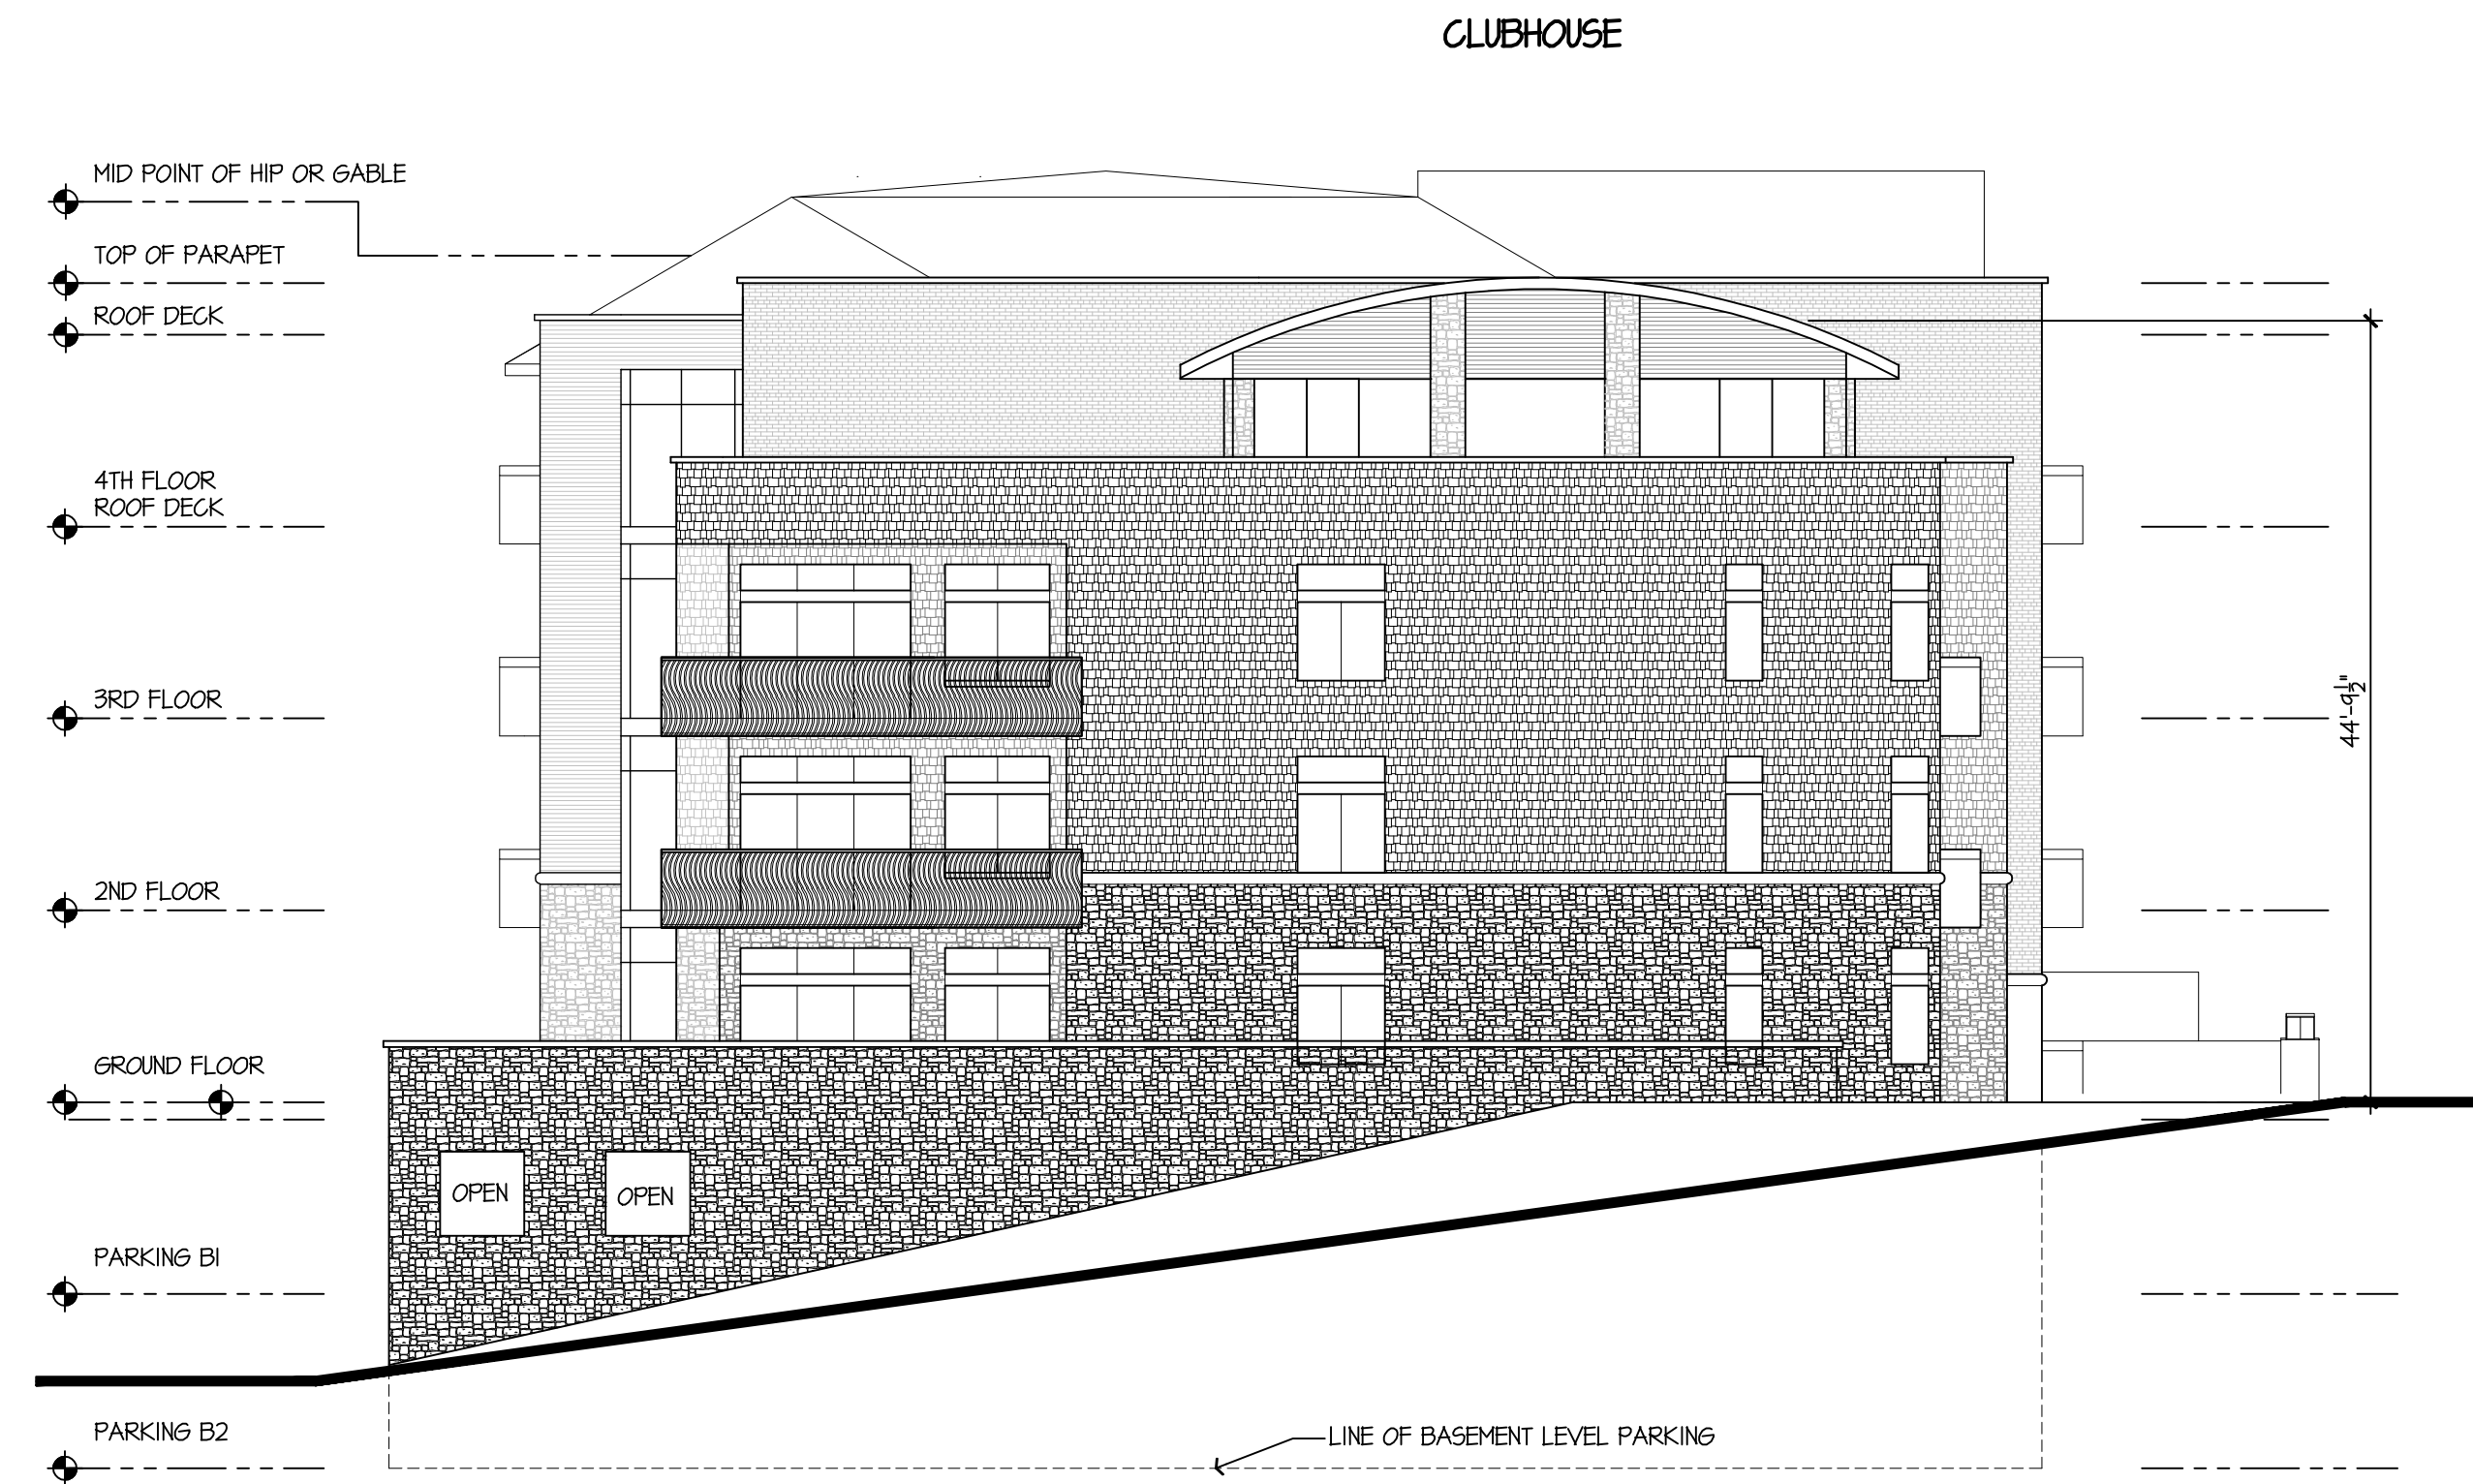 CLUBHOUSE
MID POINT OF HIP OR GABLE
TOP OF PARAPET
ROOF DECK
4TH FLOOR
ROOF DECK
3RD FLOOR
44'-9½"
2ND FLOOR
GROUND FLOOR
OPEN
OPEN
PARKING B1
PARKING B2
LINE OF BASEMENT LEVEL PARKING